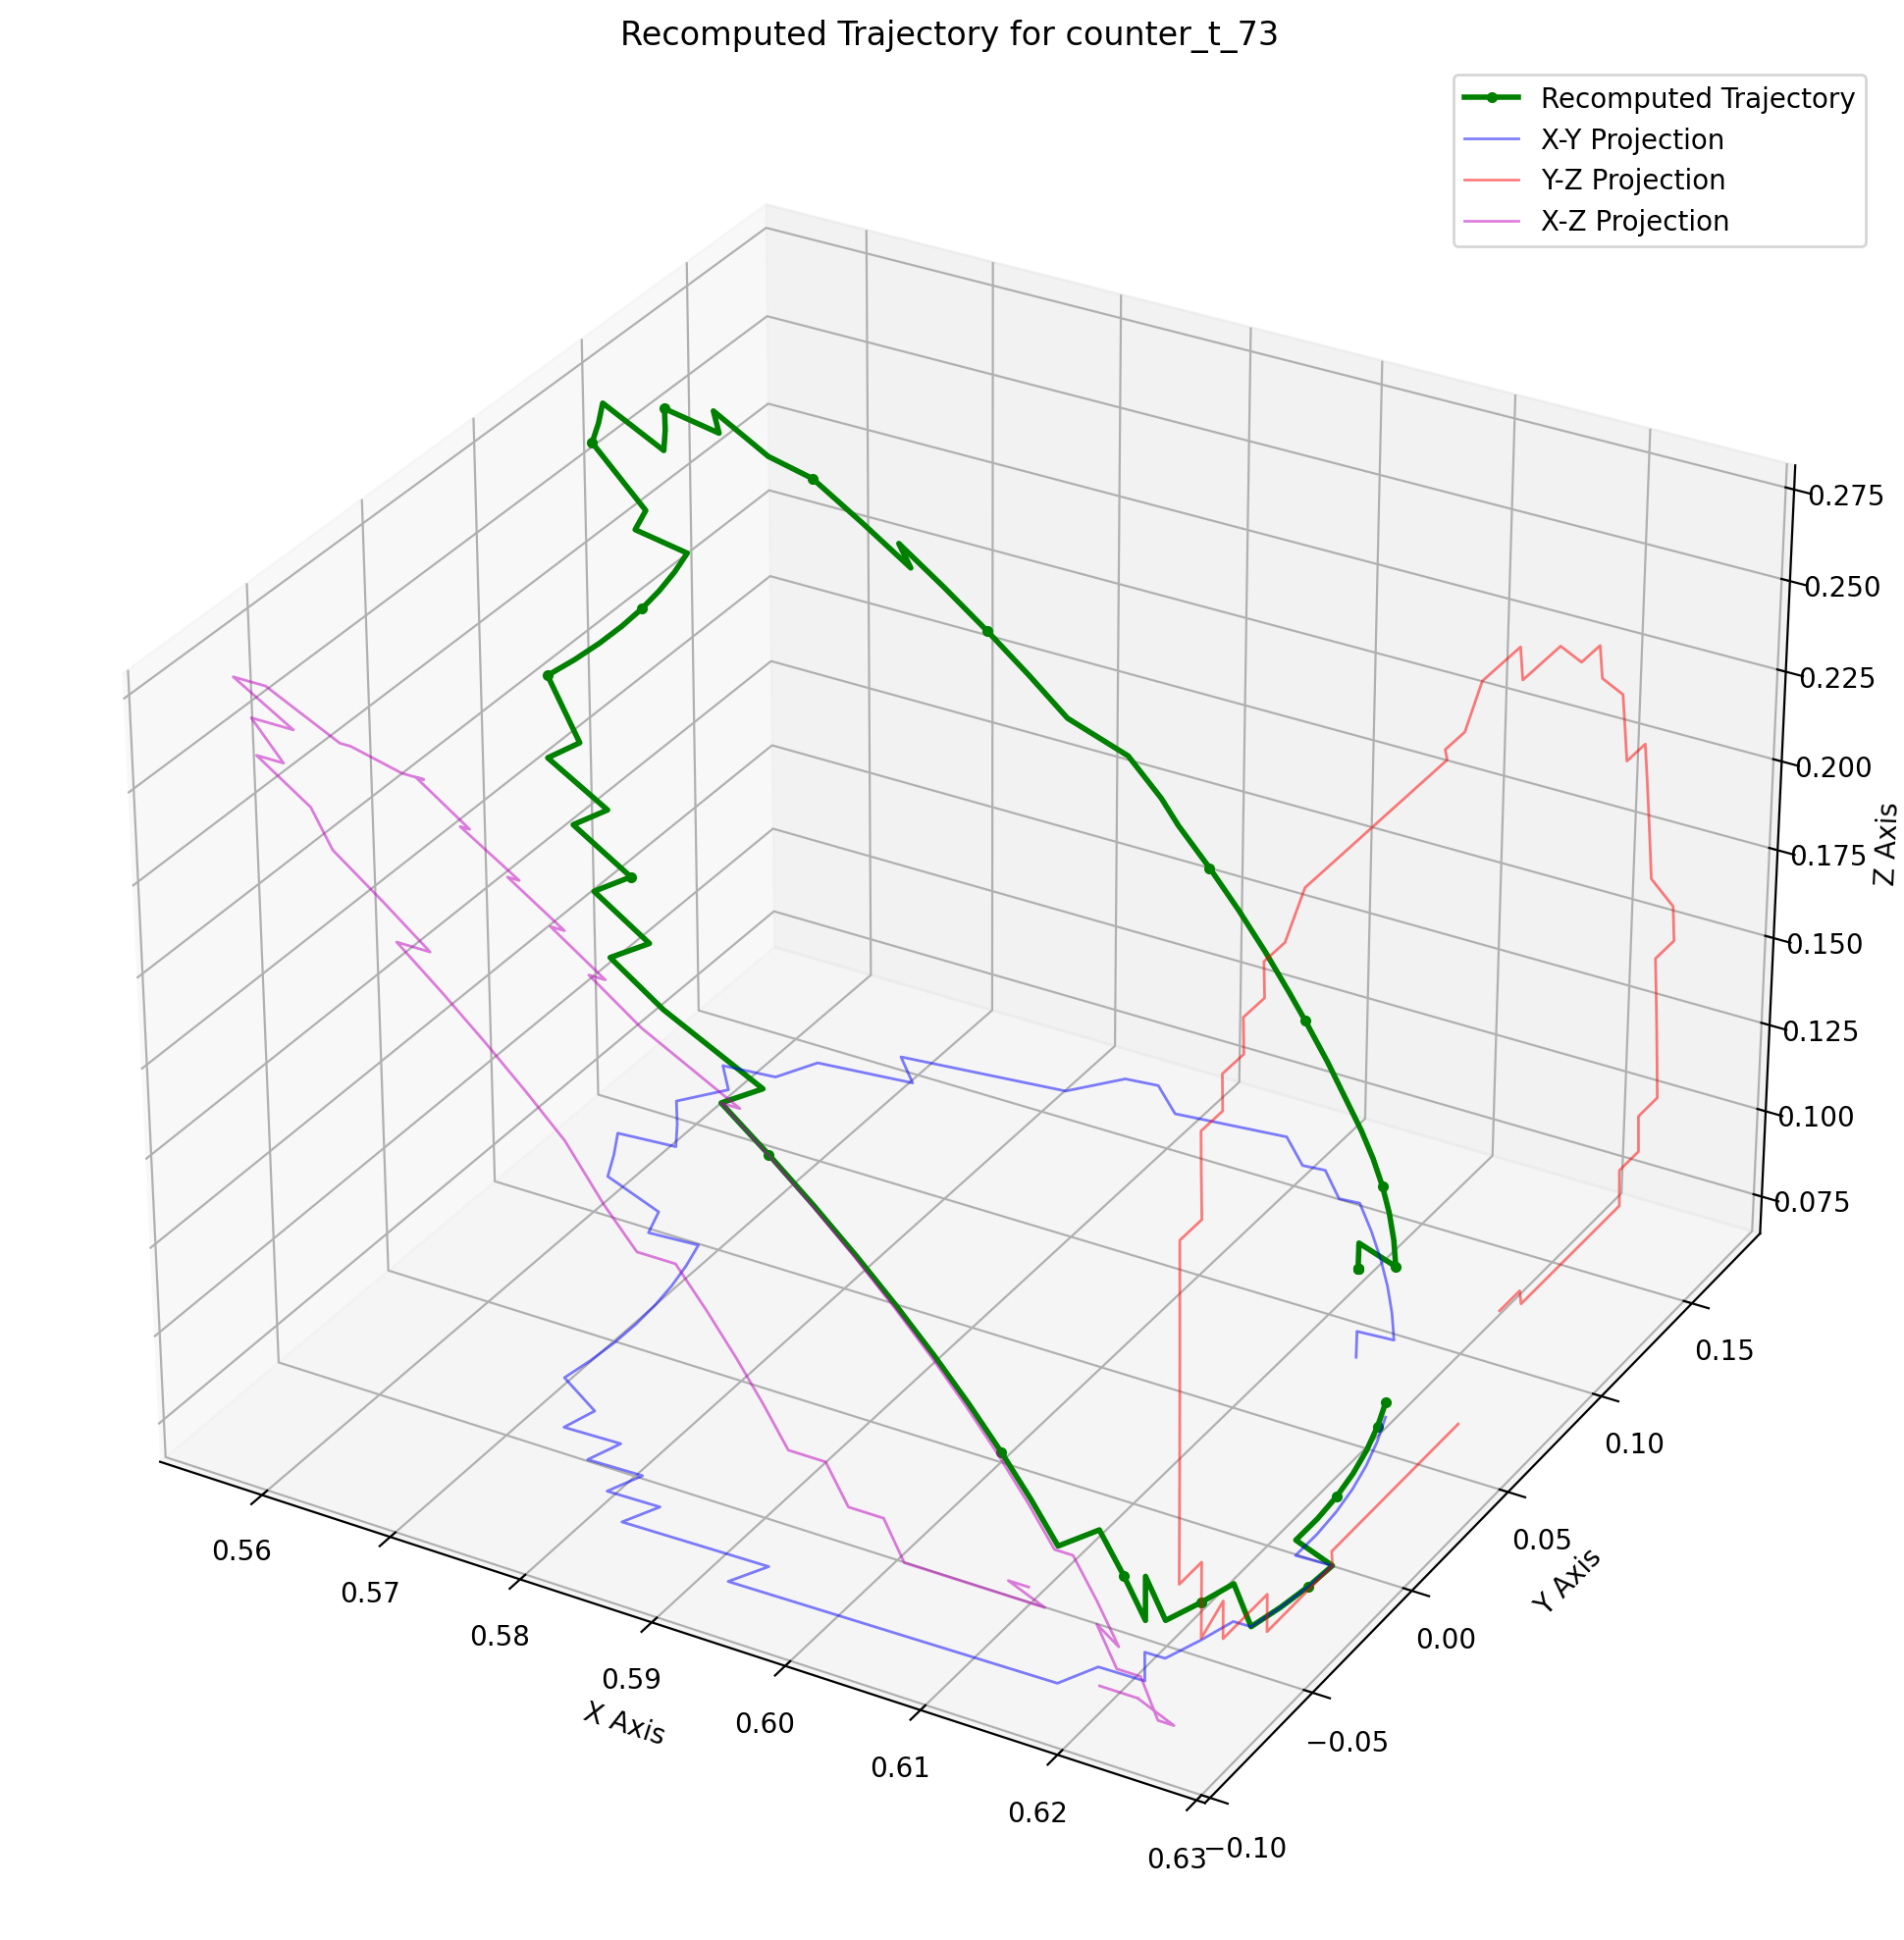 Recomputed Trajectory for counter_t_73
Recomputed Trajectory
X-Y Projection
Y-Z Projection
X-Z Projection
0.275
0.250
0.225
0.200
0.175
0.150
0.125
0.100
0.075
Z Axis
0.15
0.10
0.05
0.00
−0.05
−0.10
Y Axis
0.56
0.57
0.58
0.59
0.60
0.61
0.62
0.63
X Axis